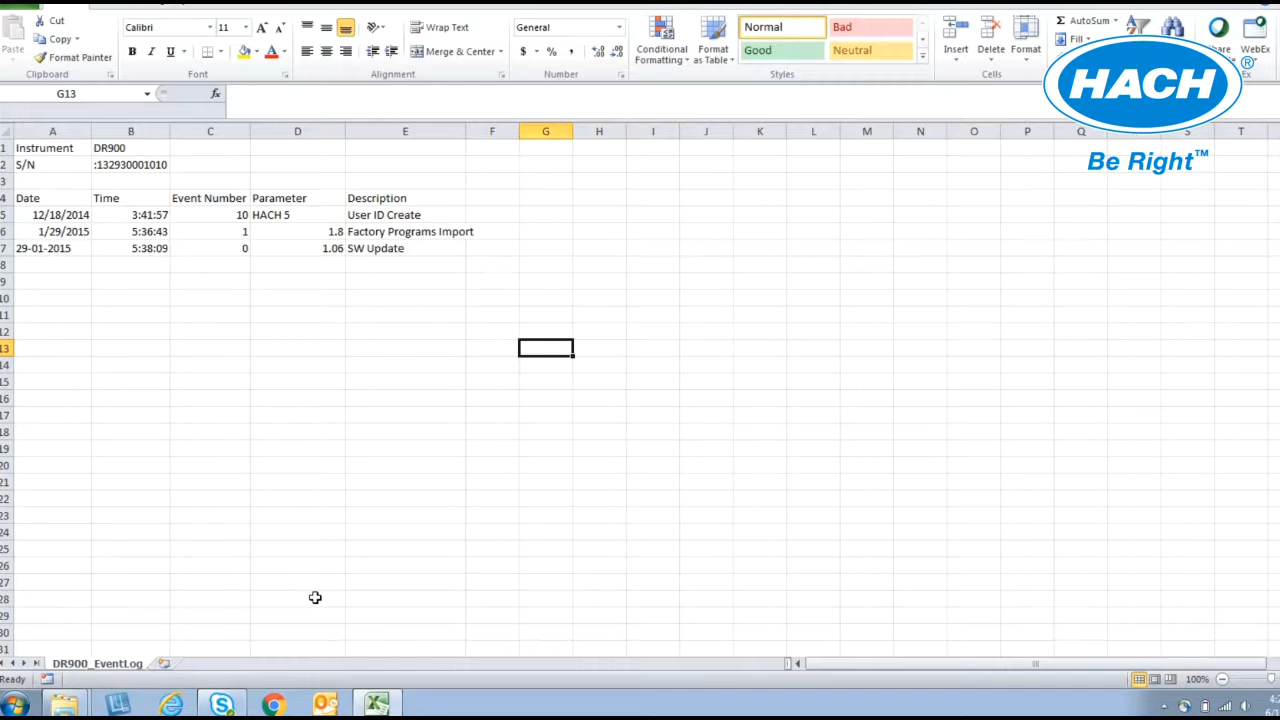 Cut
Copy
Format Painter
Paste
Clipboard
Calibri
11
B I U
A
Font
Wrap Text
Merge & Center
Alignment
General
$ % ,
Number
Conditional Formatting
Format as Table
Normal
Bad
Good
Neutral
Styles
Insert
Delete
Format
Cells
Σ AutoSum
Fill
WebEx
HACH®
Be Right™
G13
fx
A B C D E F G H I J K L M N O P Q T
1 Instrument DR900
2 S/N :132930001010
3
4 Date Time Event Number Parameter Description
5 12/18/2014 3:41:57 10 HACH 5 User ID Create
6 1/29/2015 5:36:43 1 1.8 Factory Programs Import
7 29-01-2015 5:38:09 0 1.06 SW Update
8
9
10
11
12
13
14
15
16
17
18
19
20
21
22
23
24
25
26
27
28
29
30
31
DR900_EventLog
Ready
100%